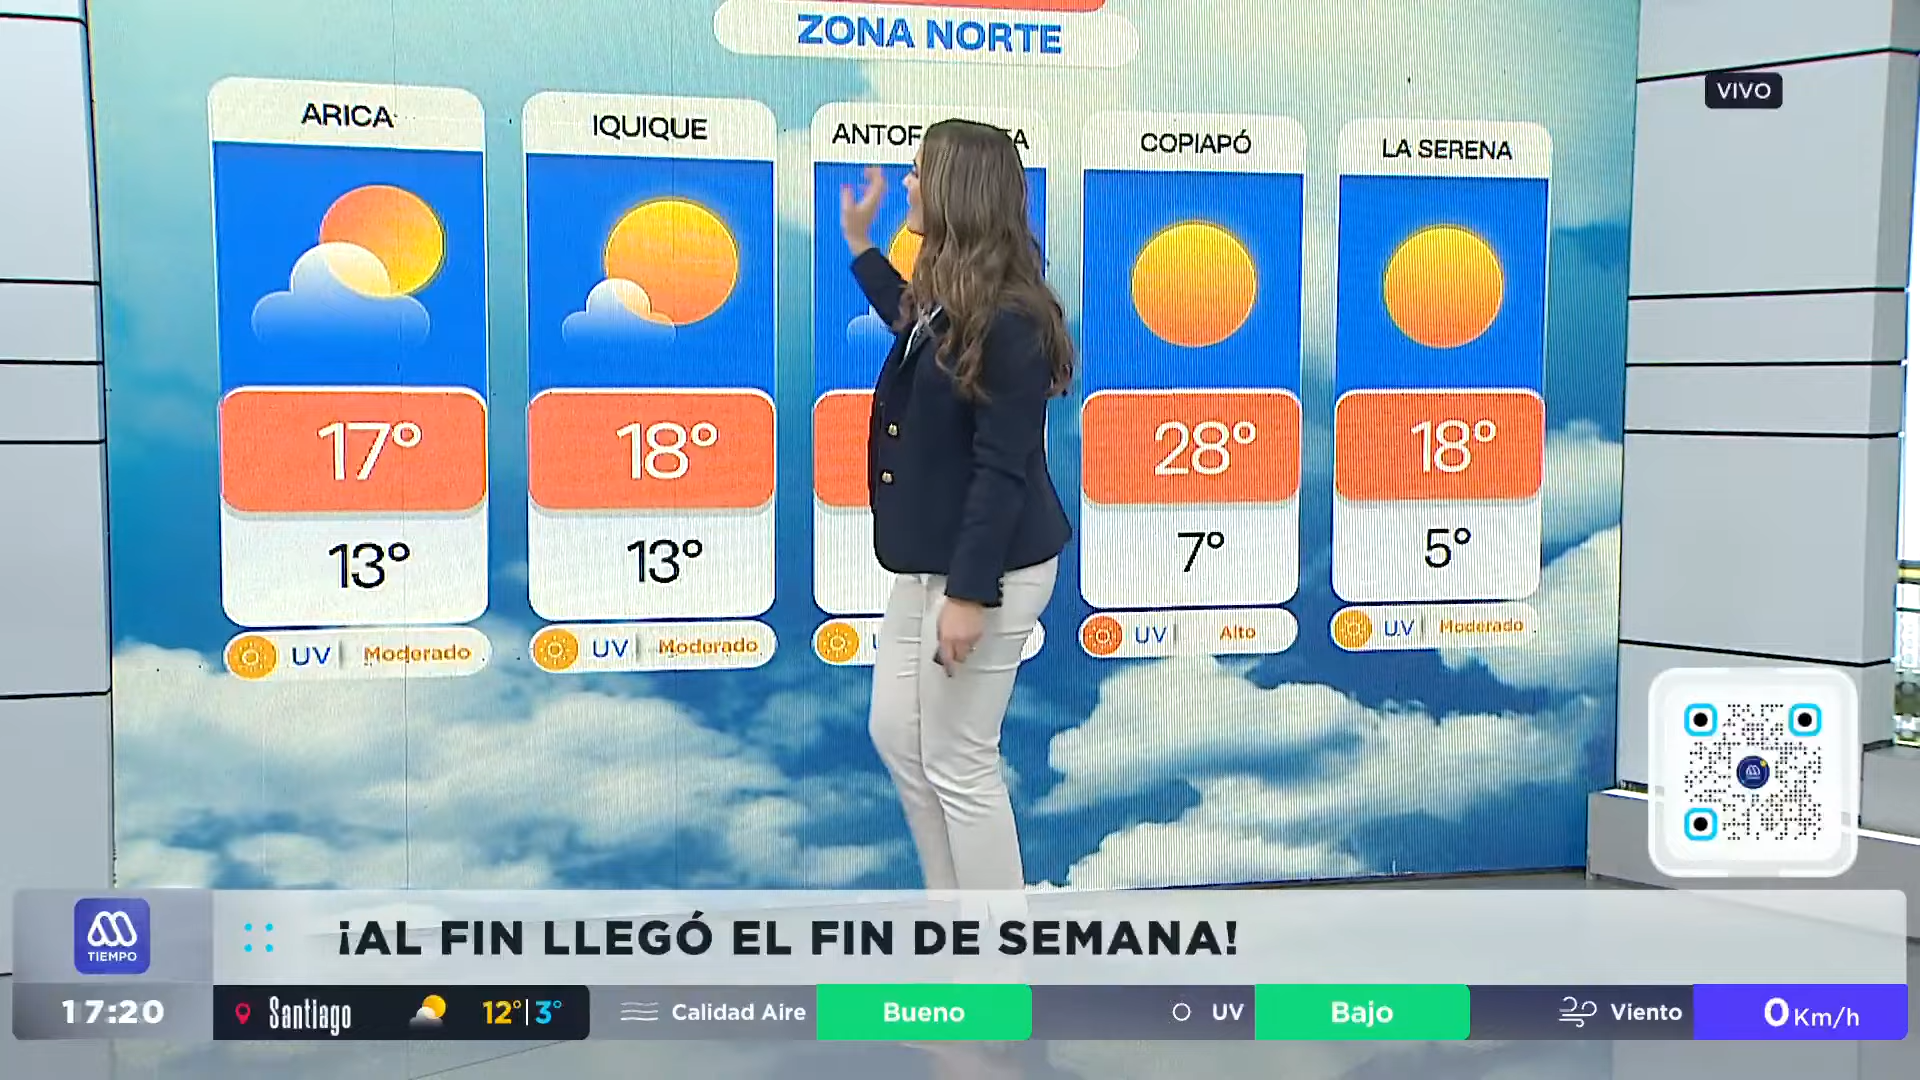 ZONA NORTE
VIVO
ARICA
IQUIQUE
COPIAPÓ
LA SERENA
17°
18°
28°
18°
13°
13°
7°
5°
UV Moderado
UV Moderado
UV Alto
UV Moderado
TIEMPO
¡AL FIN LLEGÓ EL FIN DE SEMANA!
17:20
Santiago
12° 3°
Calidad Aire
Bueno
UV
Bajo
Viento
0 Km/h